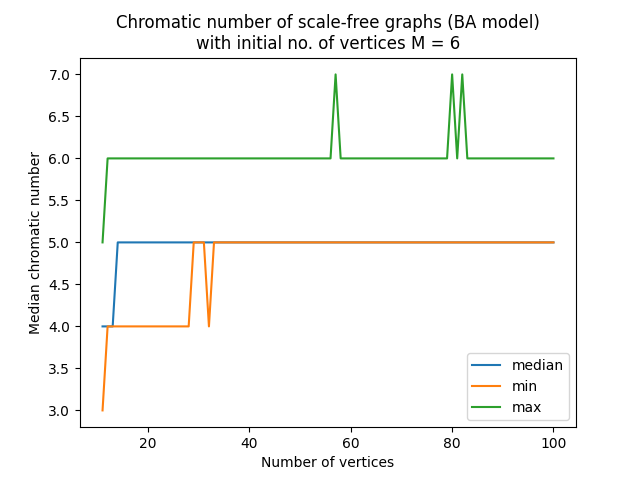 Chromatic number of scale-free graphs (BA model)
with initial no. of vertices M = 6
7.0
6.5
6.0
5.5
5.0
4.5
4.0
3.5
3.0
Median chromatic number
median
min
max
20
40
60
80
100
Number of vertices